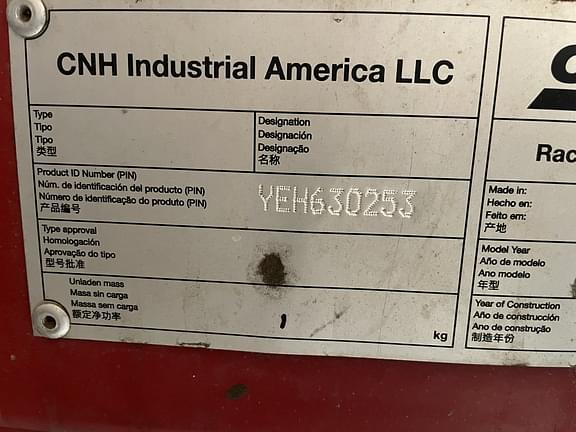 CNH Industrial America LLC
Type
Tipo
Tipo
类型
Designation
Designación
Designação
名称
Product ID Number (PIN)
Núm. de identificación del producto (PIN)
Número de identificação do produto (PIN)
产品编号
YEH630253
Type approval
Homologación
Aprovação do tipo
型号批准
Unladen mass
Masa sin carga
Massa sem carga
额定净功率
kg
Rac
Made in:
Hecho en:
Feito em:
产地
Model Year
Año de modelo
Ano modelo
年型
Year of Construction
Año de construcción
Ano de construção
制造年份